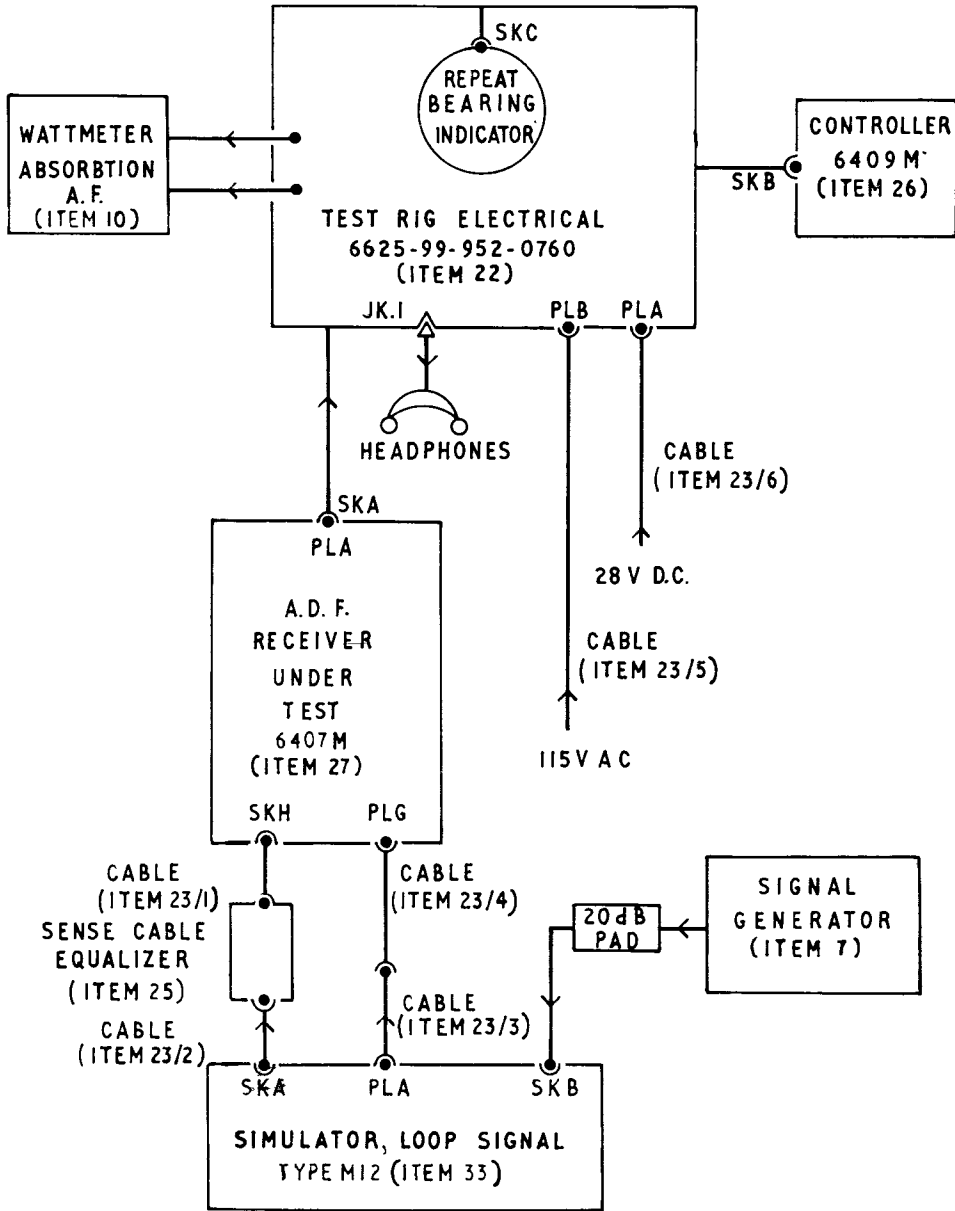 SKC
REPEAT
BEARING
INDICATOR
WATTMETER
ABSORBTION
A.F.
(ITEM 10)
CONTROLLER
6409M
(ITEM 26)
SKB
TEST RIG ELECTRICAL
6625-99-952-0760
(ITEM 22)
JK.1
PLB
PLA
HEADPHONES
CABLE
(ITEM 23/6)
SKA
PLA
28V D.C.
A.D.F.
RECEIVER
UNDER
TEST
6407M
(ITEM 27)
CABLE
(ITEM 23/5)
115V AC
SKH
PLG
CABLE
(ITEM 23/1)
CABLE
(ITEM 23/4)
SENSE CABLE
EQUALIZER
(ITEM 25)
20dB
PAD
SIGNAL
GENERATOR
(ITEM 7)
CABLE
(ITEM 23/2)
CABLE
(ITEM 23/3)
SKA
PLA
SKB
SIMULATOR, LOOP SIGNAL
TYPE M12 (ITEM 33)